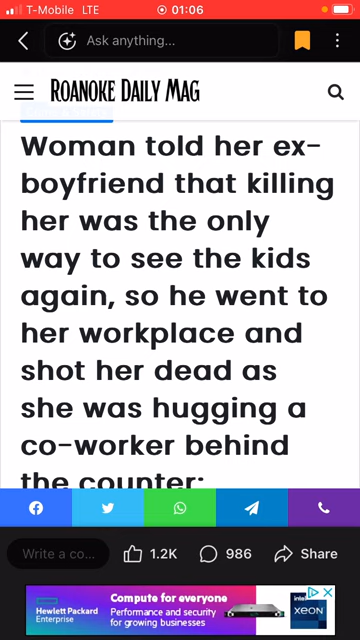 T-Mobile LTE 01:06
Ask anything...
ROANOKE DAILY MAG
Woman told her ex-
boyfriend that killing
her was the only
way to see the kids
again, so he went to
her workplace and
shot her dead as
she was hugging a
co-worker behind
the counter;
Write a co... 1.2K 986 Share
Hewlett Packard
Enterprise
Compute for everyone
Performance and security
for growing businesses
intel
XEON